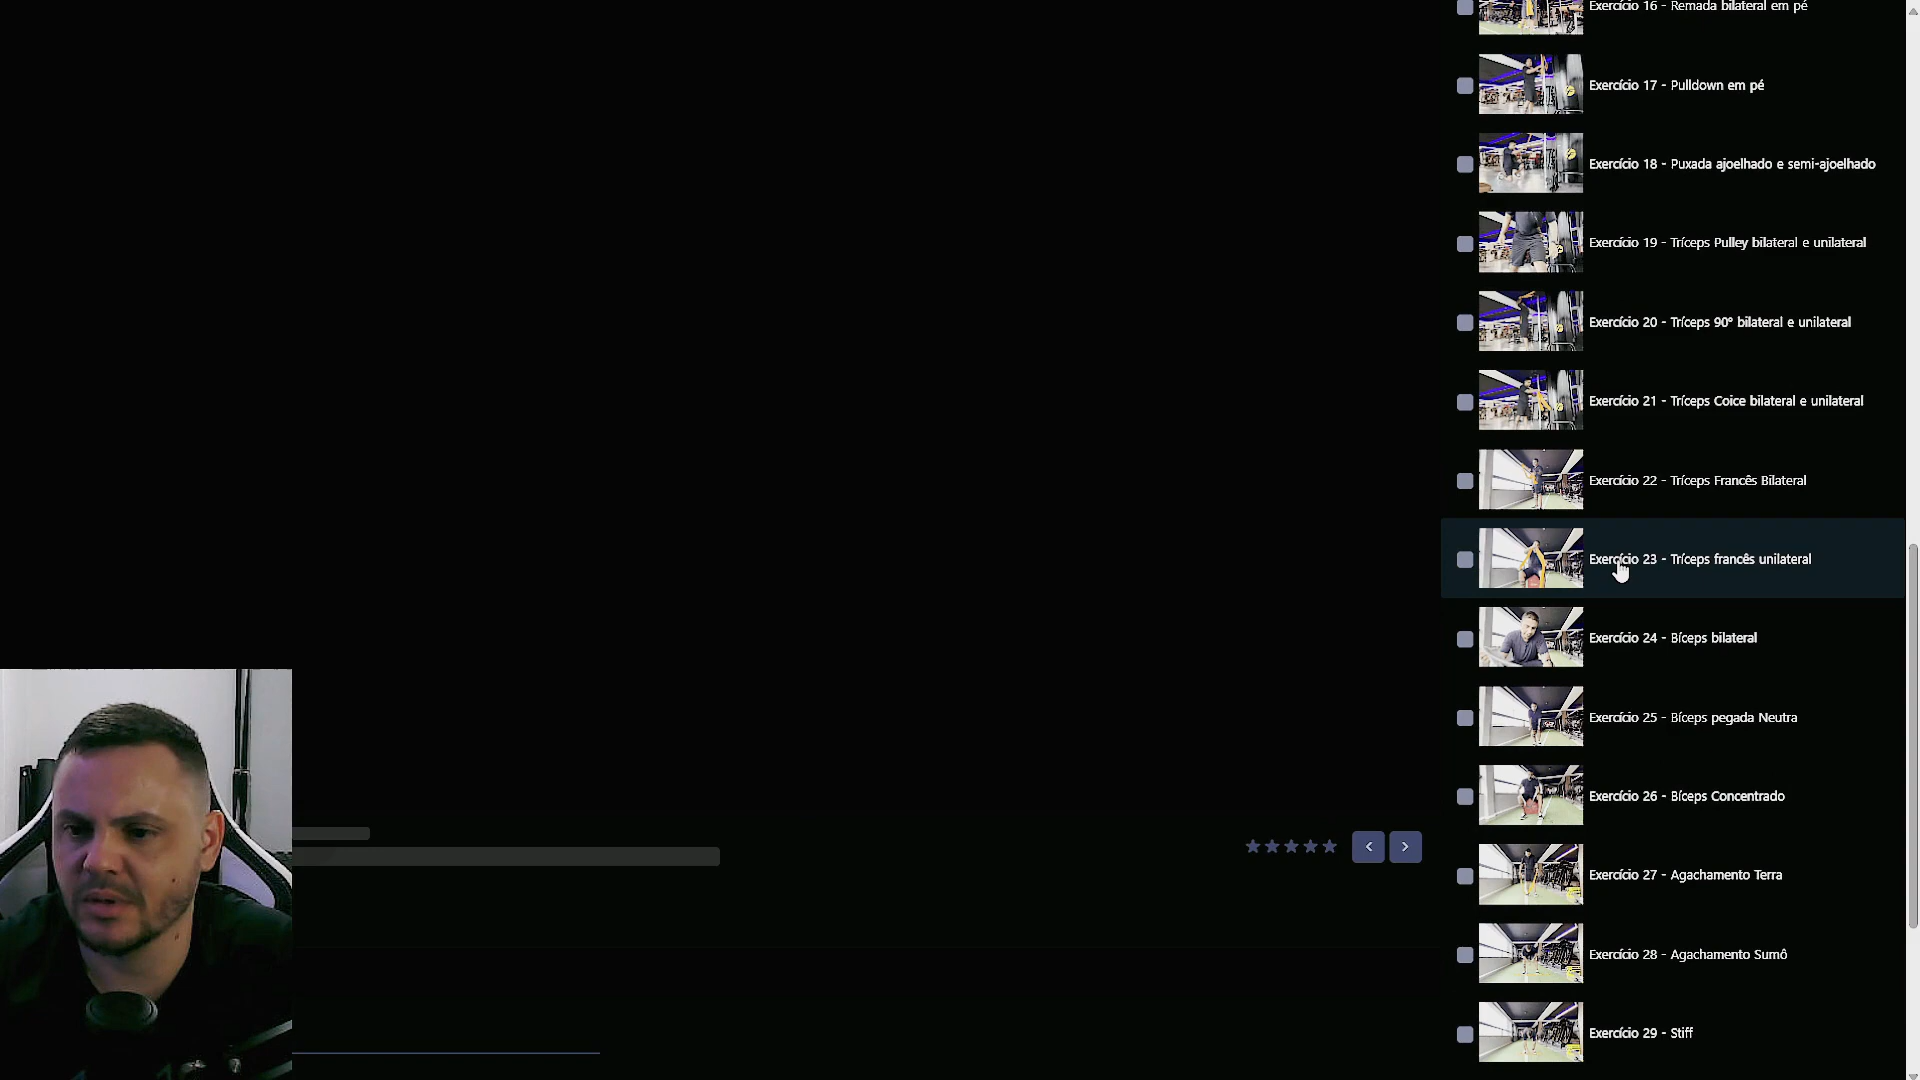 Exercício 16 - Remada bilateral em pé
Exercício 17 - Pulldown em pé
Exercício 18 - Puxada ajoelhado e semi-ajoelhado
Exercício 19 - Tríceps Pulley bilateral e unilateral
Exercício 20 - Tríceps 90º bilateral e unilateral
Exercício 21 - Tríceps Coice bilateral e unilateral
Exercício 22 - Tríceps Francês Bilateral
Exercício 23 - Tríceps francês unilateral
Exercício 24 - Bíceps bilateral
Exercício 25 - Bíceps pegada Neutra
Exercício 26 - Bíceps Concentrado
Exercício 27 - Agachamento Terra
Exercício 28 - Agachamento Sumô
Exercício 29 - Stiff